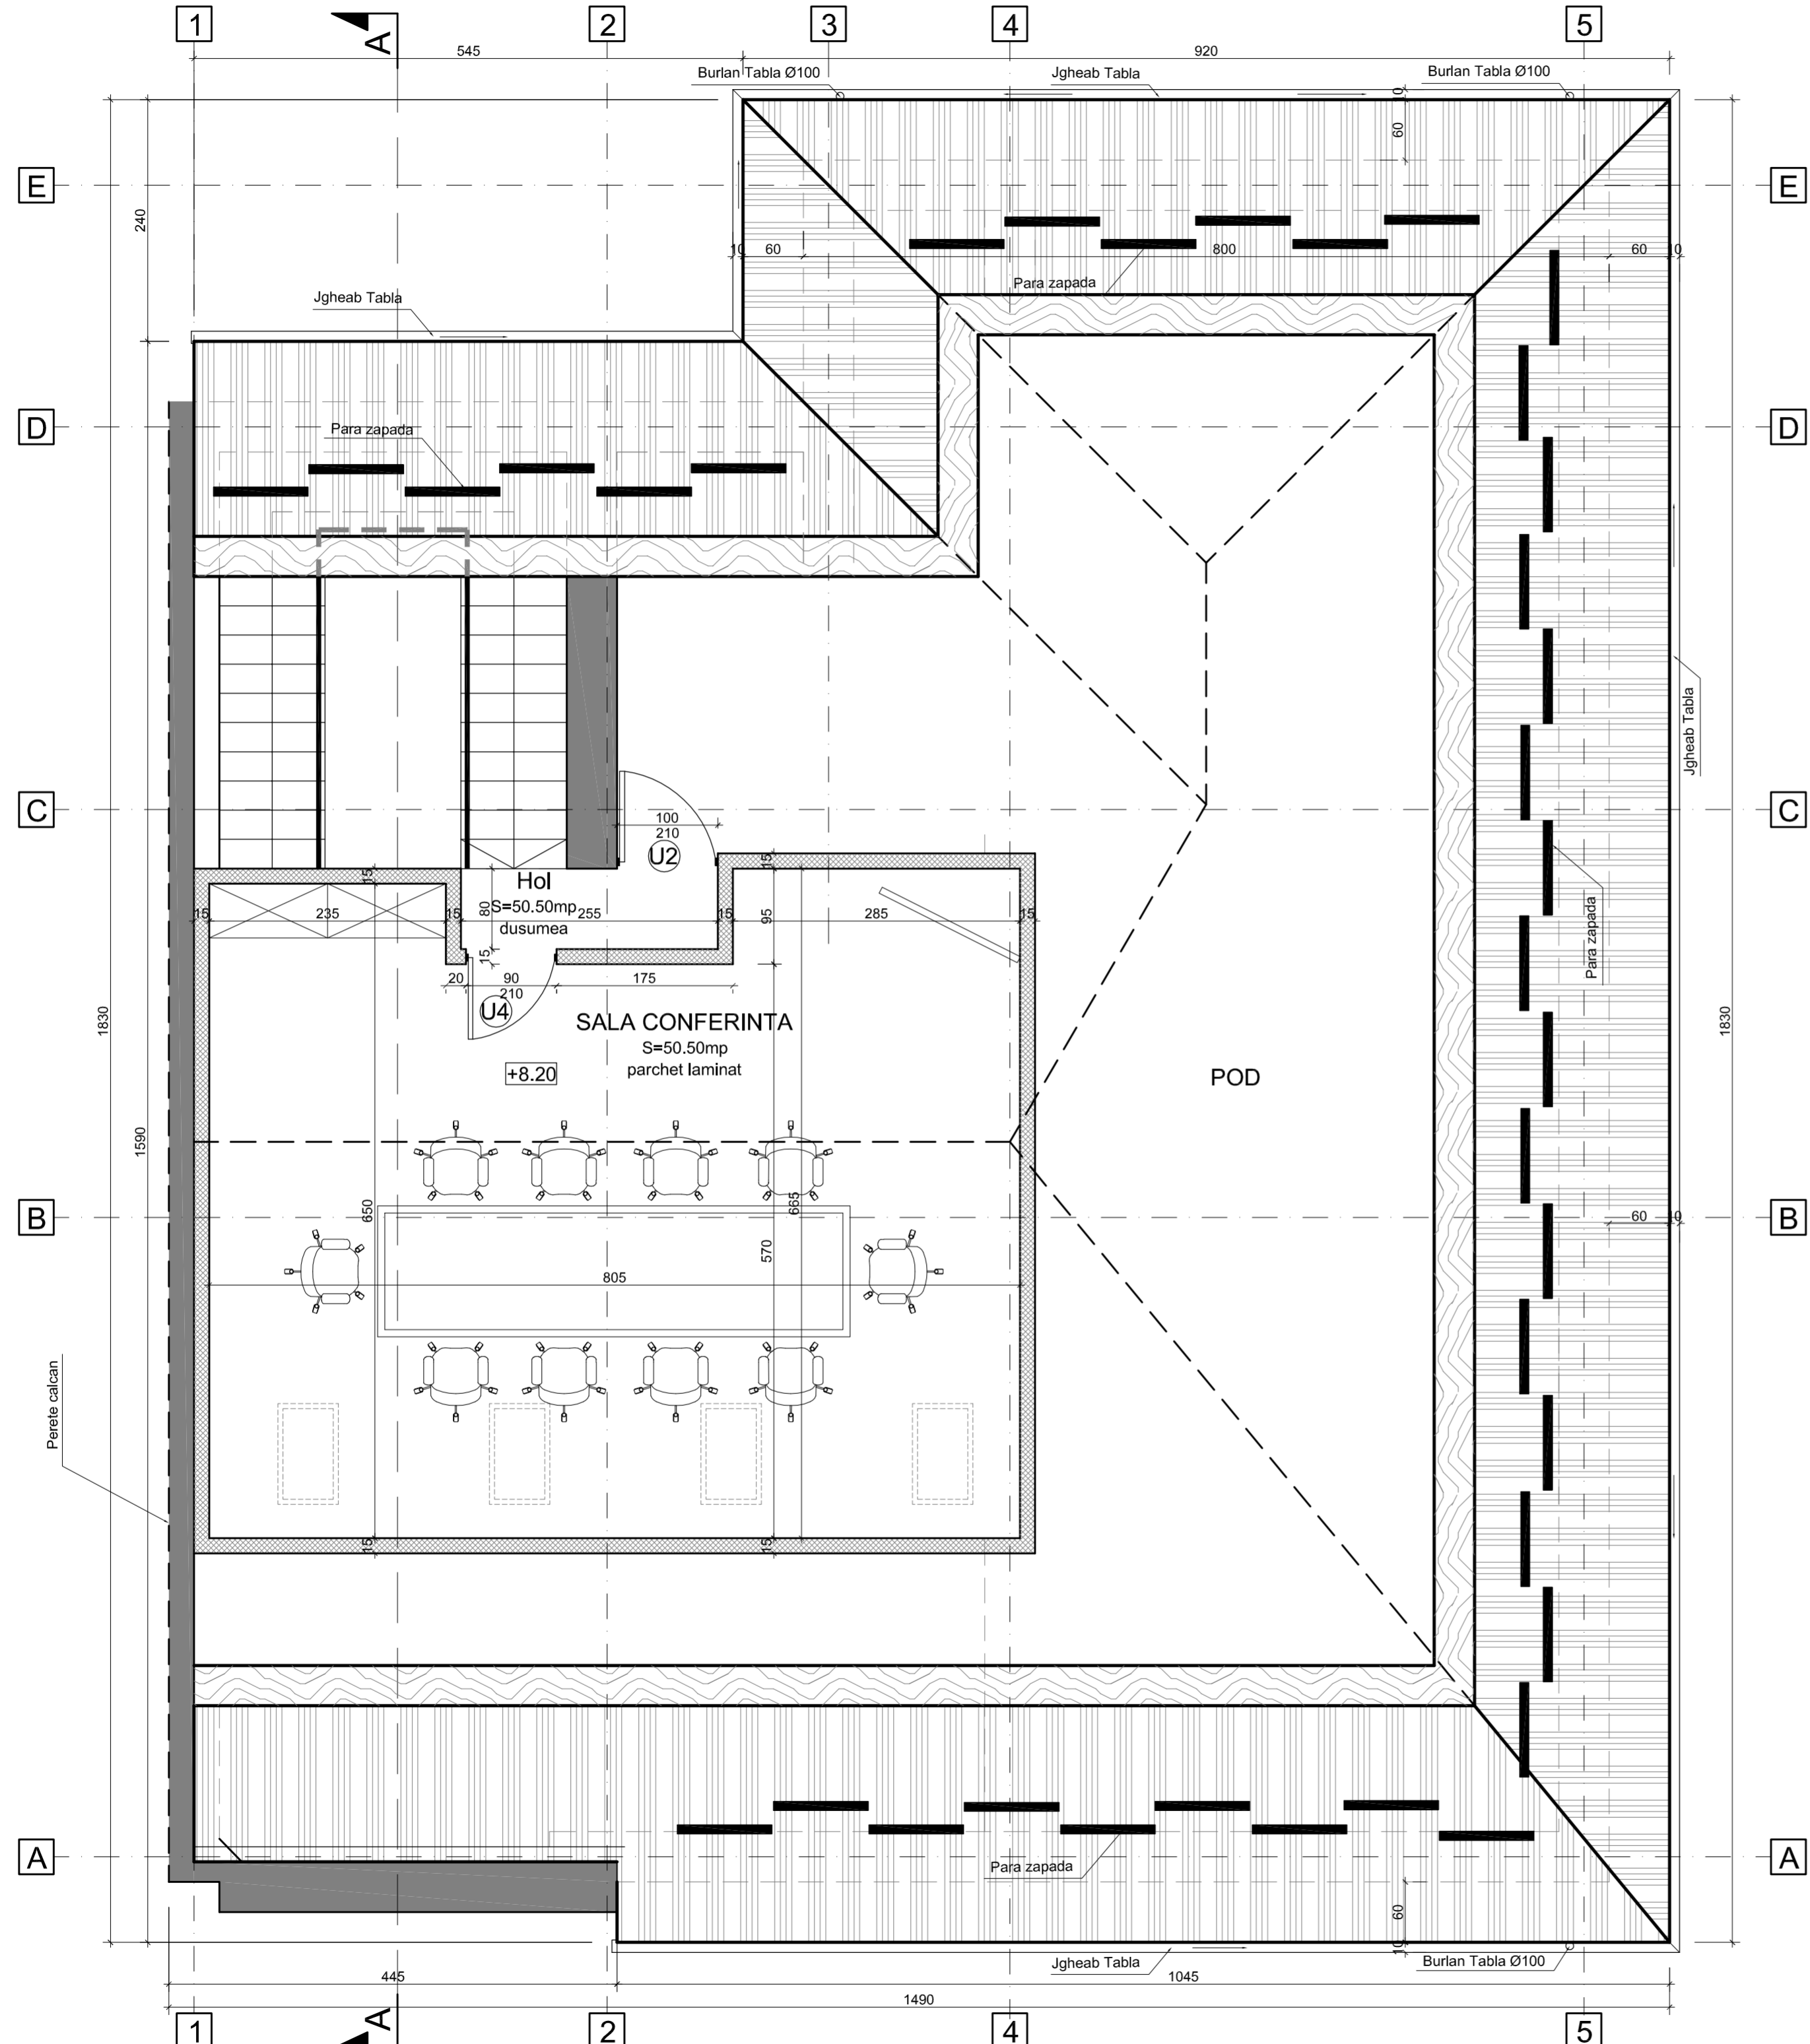 1
A
2
3
4
5
545
920
Burlan Tabla Ø100
Jgheab Tabla
Burlan Tabla Ø100
10
60
E
E
240
10
60
800
60
10
Para zapada
Jgheab Tabla
D
D
Para zapada
Jgheab Tabla
C
C
100
210
U2
15
15
Hol
S=50.50mp
dusumea
15
235
15
80
255
15
95
285
15
15
Para zapada
20
90
210
175
U4
SALA CONFERINTA
S=50.50mp
parchet laminat
+8.20
POD
1830
1830
1590
650
665
570
B
B
60
10
805
Perete calcan
15
15
A
A
Para zapada
60
10
Jgheab Tabla
Burlan Tabla Ø100
445
1045
1490
1
A
2
4
5